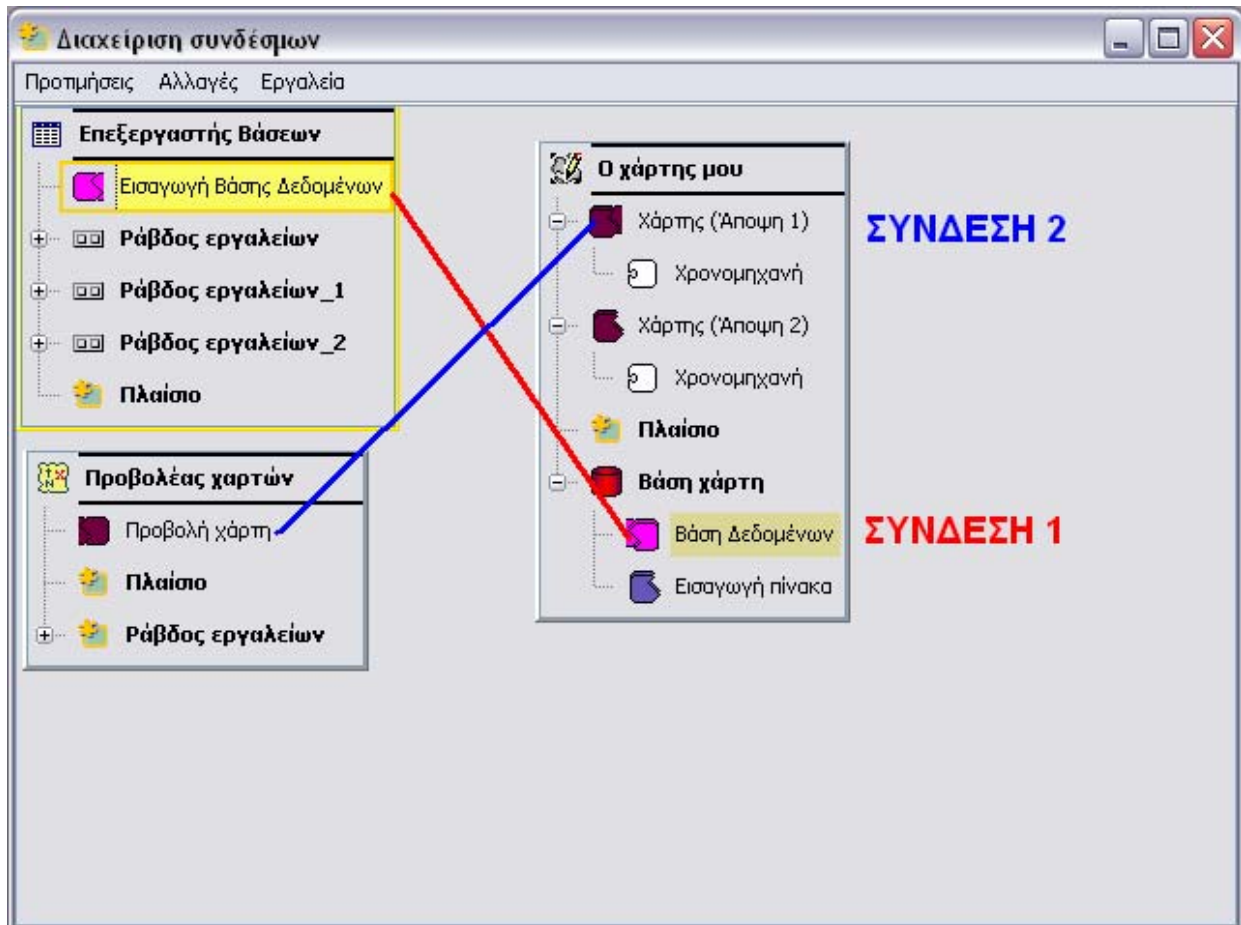 Διαχείριση συνδέσμων
Προτιμήσεις Αλλαγές Εργαλεία
Επεξεργαστής Βάσεων
Εισαγωγή Βάσης Δεδομένων
Ράβδος εργαλείων
Ράβδος εργαλείων_1
Ράβδος εργαλείων_2
Πλαίσιο
Προβολέας χαρτών
Προβολή χάρτη
Πλαίσιο
Ράβδος εργαλείων
Ο χάρτης μου
Χάρτης (Άποψη 1)
Χρονομηχανή
Χάρτης (Άποψη 2)
Χρονομηχανή
Πλαίσιο
Βάση χάρτη
Βάση Δεδομένων
Εισαγωγή πίνακα
ΣΥΝΔΕΣΗ 2
ΣΥΝΔΕΣΗ 1